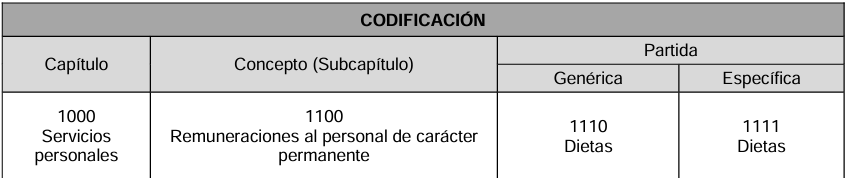 CODIFICACIÓN
Capítulo
Concepto (Subcapítulo)
Partida
Genérica
Específica
1000
Servicios
personales
1100
Remuneraciones al personal de carácter
permanente
1110
Dietas
1111
Dietas